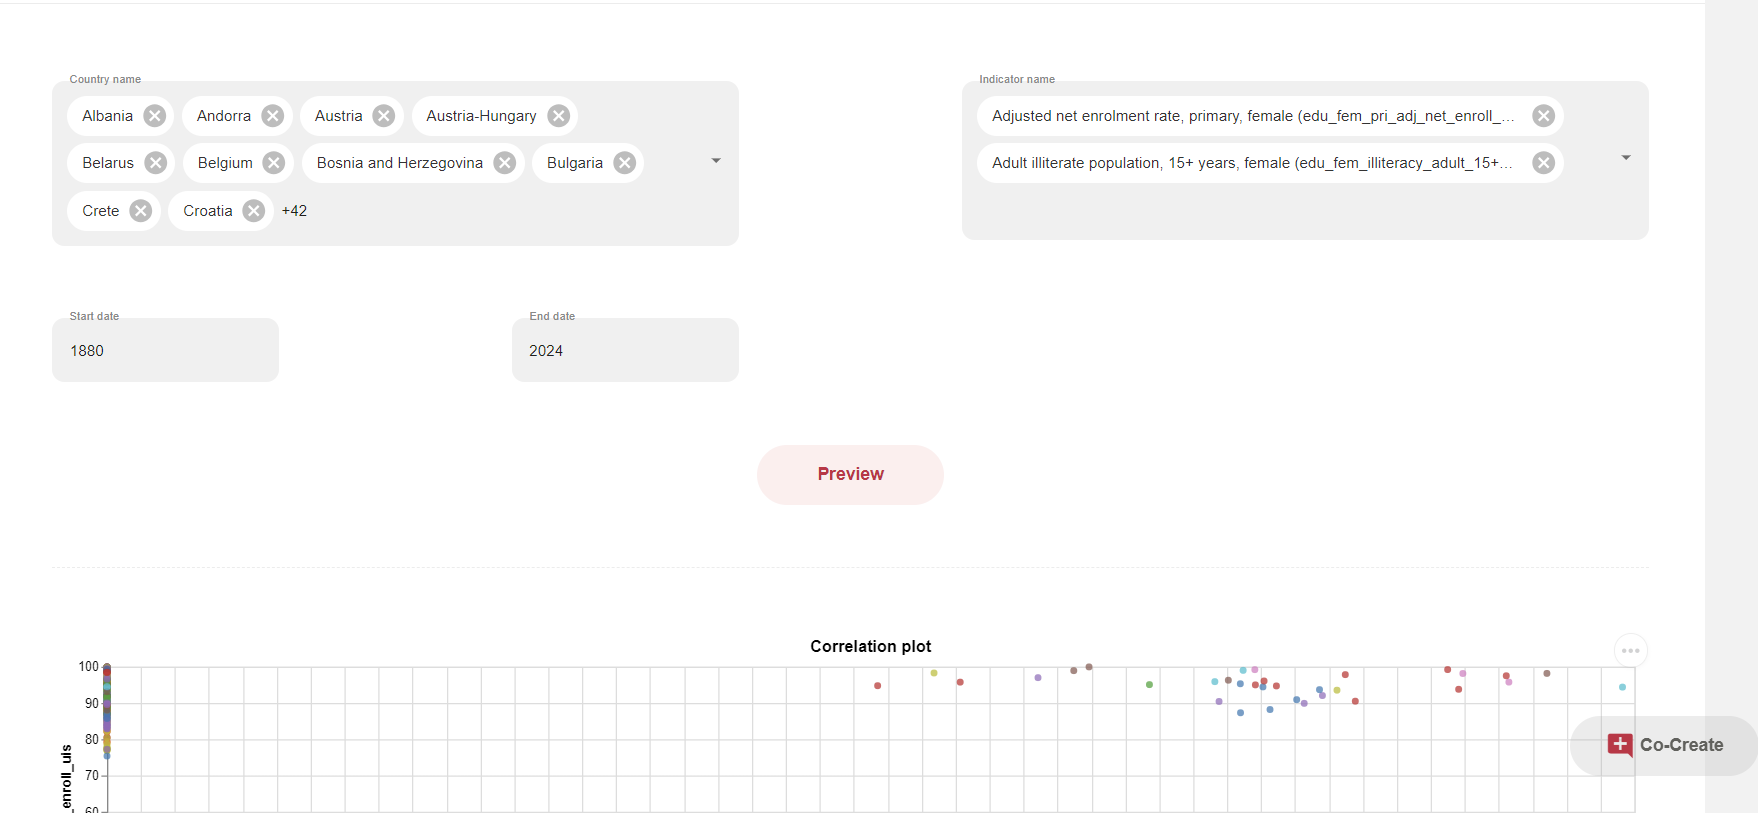 Country name
Indicator name
Albania Andorra Austria Austria-Hungary
Adjusted net enrolment rate, primary, female (edu_fem_pri_adj_net_enroll_...
Belarus Belgium Bosnia and Herzegovina Bulgaria
Adult illiterate population, 15+ years, female (edu_fem_illiteracy_adult_15+...
Crete Croatia +42
Start date
End date
1880
2024
Preview
Correlation plot
100
90
80
70
60
_enroll_uis
Co-Create